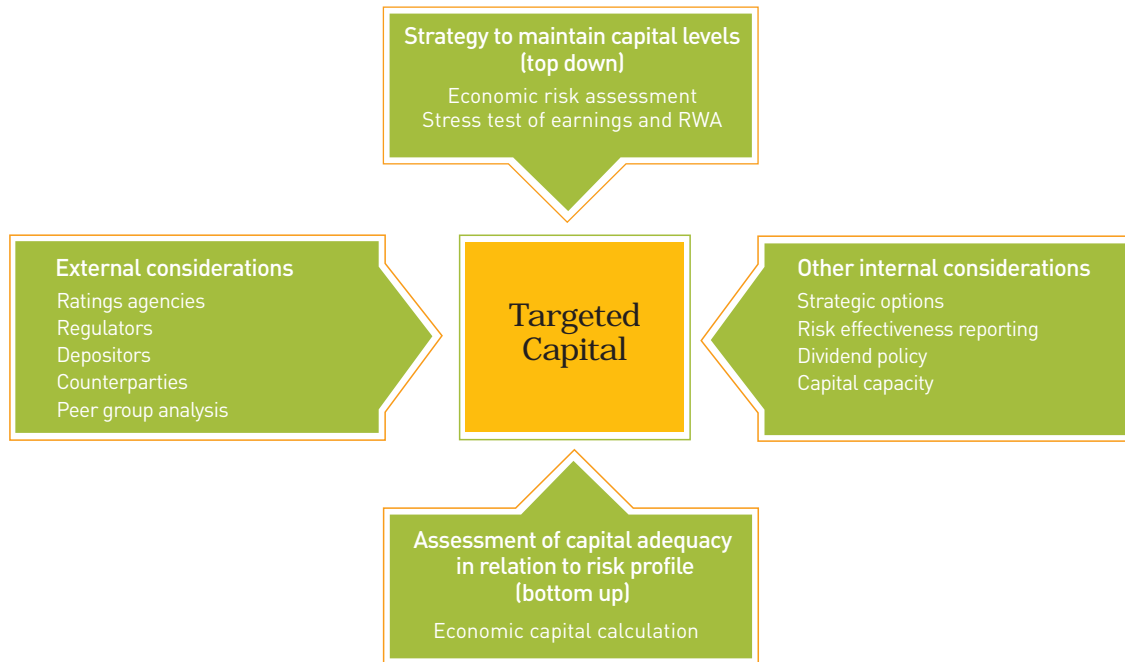 Strategy to maintain capital levels
(top down)
Economic risk assessment
Stress test of earnings and RWA
External considerations
Ratings agencies
Regulators
Depositors
Counterparties
Peer group analysis
Targeted
Capital
Other internal considerations
Strategic options
Risk effectiveness reporting
Dividend policy
Capital capacity
Assessment of capital adequacy
in relation to risk profile
(bottom up)
Economic capital calculation